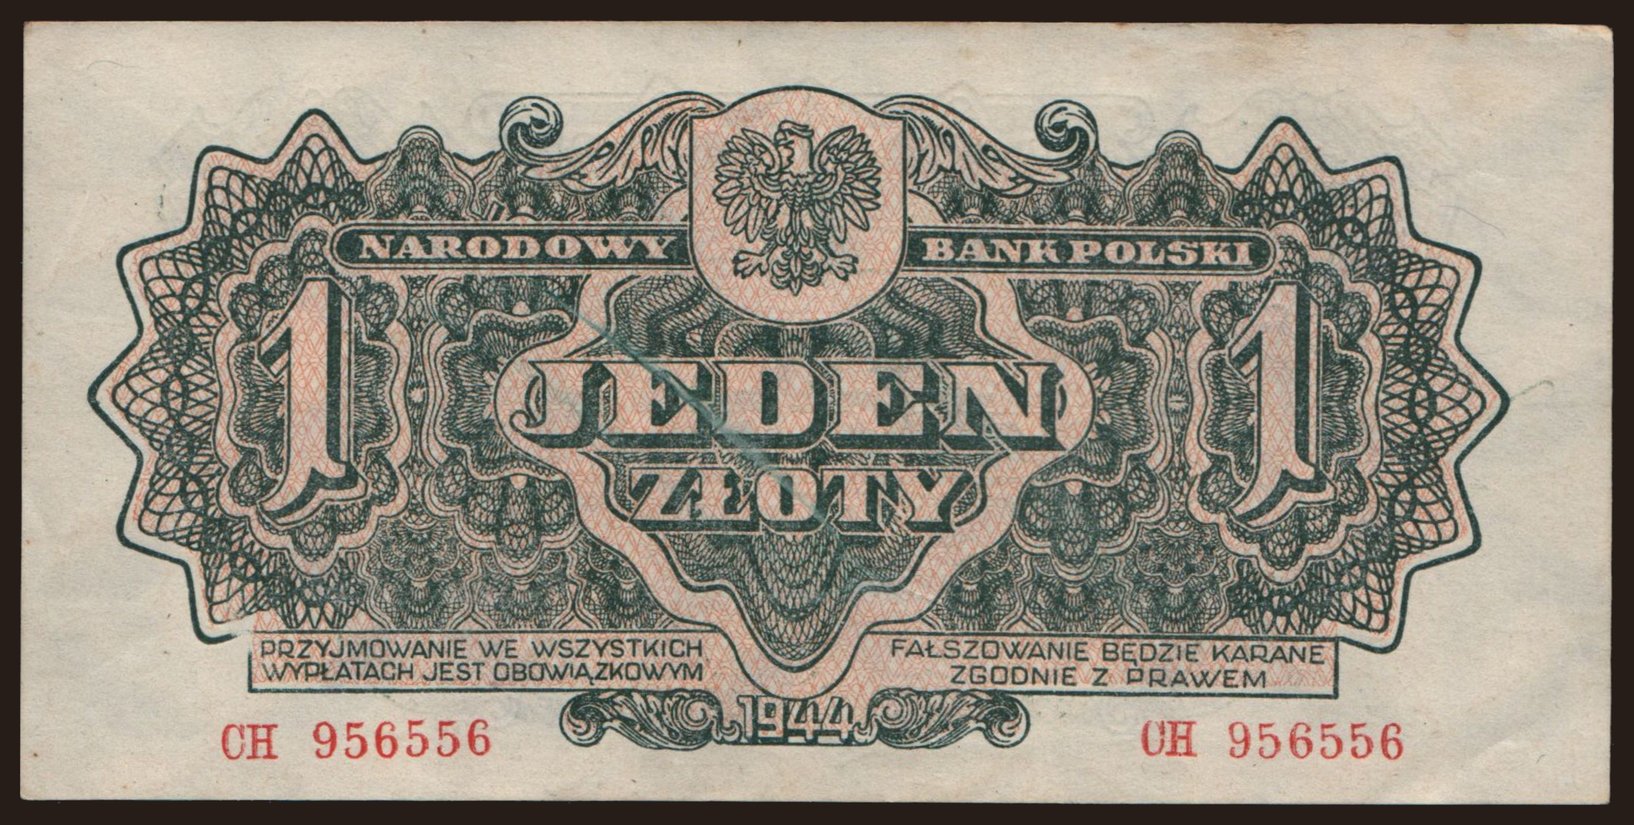 NARODOWY BANK POLSKI
1 1
JEDEN
ZŁOTY
PRZYJMOWANIE WE WSZYSTKICH
WYPŁATACH JEST OBOWIĄZKOWYM
FAŁSZOWANIE BĘDZIE KARANE
ZGODNIE Z PRAWEM
1944
CH 956556
CH 956556